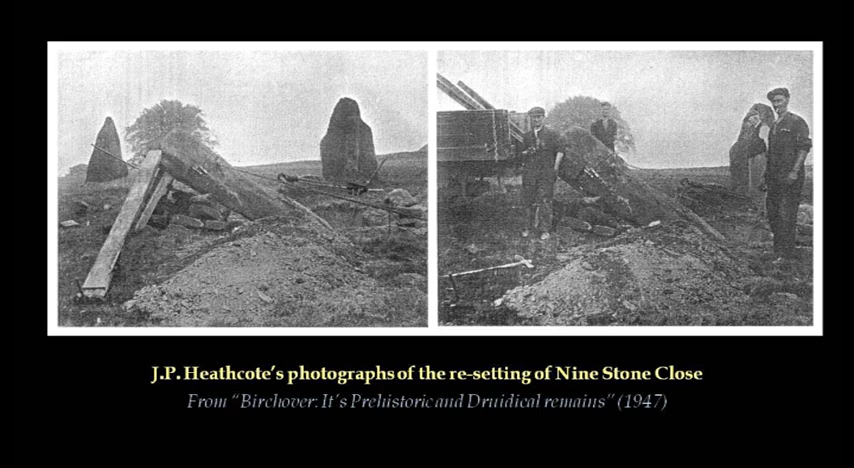 J.P. Heathcote's photographs of the re-setting of Nine Stone Close
From "Birchover: It's Prehistoric and Druidical remains" (1947)